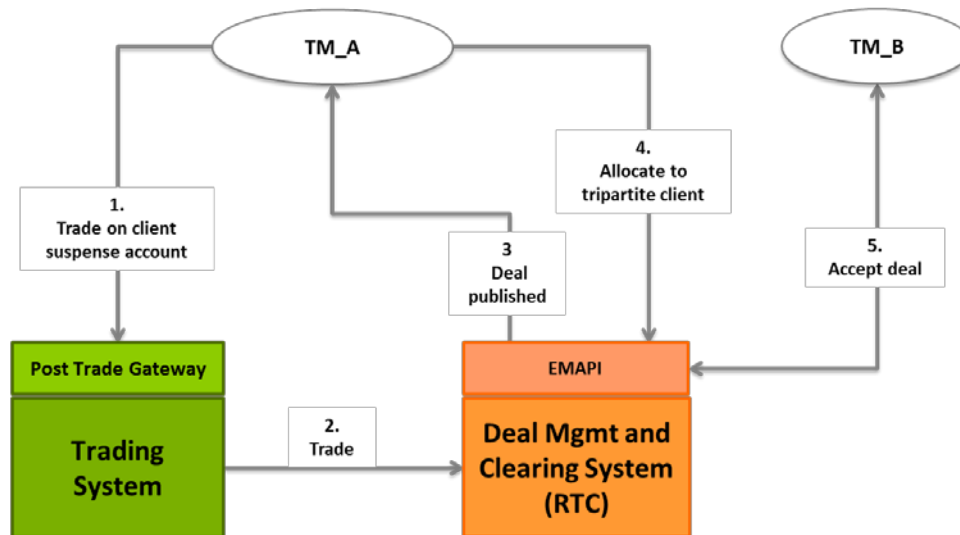 TM_A
TM_B
1.
Trade on client
suspense account
4.
Allocate to
tripartite client
3
Deal
published
5.
Accept deal
Post Trade Gateway
EMAPI
Trading
System
2.
Trade
Deal Mgmt and
Clearing System
(RTC)